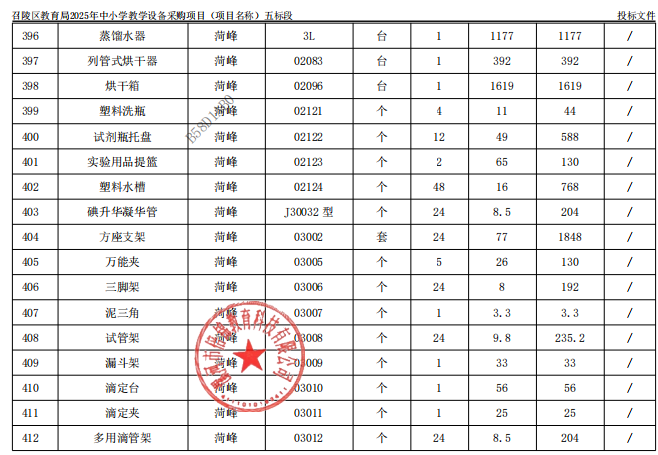 召陵区教育局2025年中小学教学设备采购项目（项目名称）五标段 投标文件
396 蒸馏水器 菏峰 3L 台 1 1177 1177 /
397 列管式烘干器 菏峰 02083 台 1 392 392 /
398 烘干箱 菏峰 02096 台 1 1619 1619 /
399 塑料洗瓶 菏峰 02121 个 4 11 44 /
400 试剂瓶托盘 菏峰 02122 个 12 49 588 /
401 实验用品提篮 菏峰 02123 个 2 65 130 /
402 塑料水槽 菏峰 02124 个 48 16 768 /
403 碘升华凝华管 菏峰 J30032 型 个 24 8.5 204 /
404 方座支架 菏峰 03002 套 24 77 1848 /
405 万能夹 菏峰 03005 个 5 26 130 /
406 三脚架 菏峰 03006 个 24 8 192 /
407 泥三角 菏峰 03007 个 1 3.3 3.3 /
408 试管架 菏峰 03008 个 24 9.8 235.2 /
409 漏斗架 菏峰 03009 个 1 33 33 /
410 滴定台 菏峰 03010 个 1 56 56 /
411 滴定夹 菏峰 03011 个 1 25 25 /
412 多用滴管架 菏峰 03012 个 24 8.5 204 /